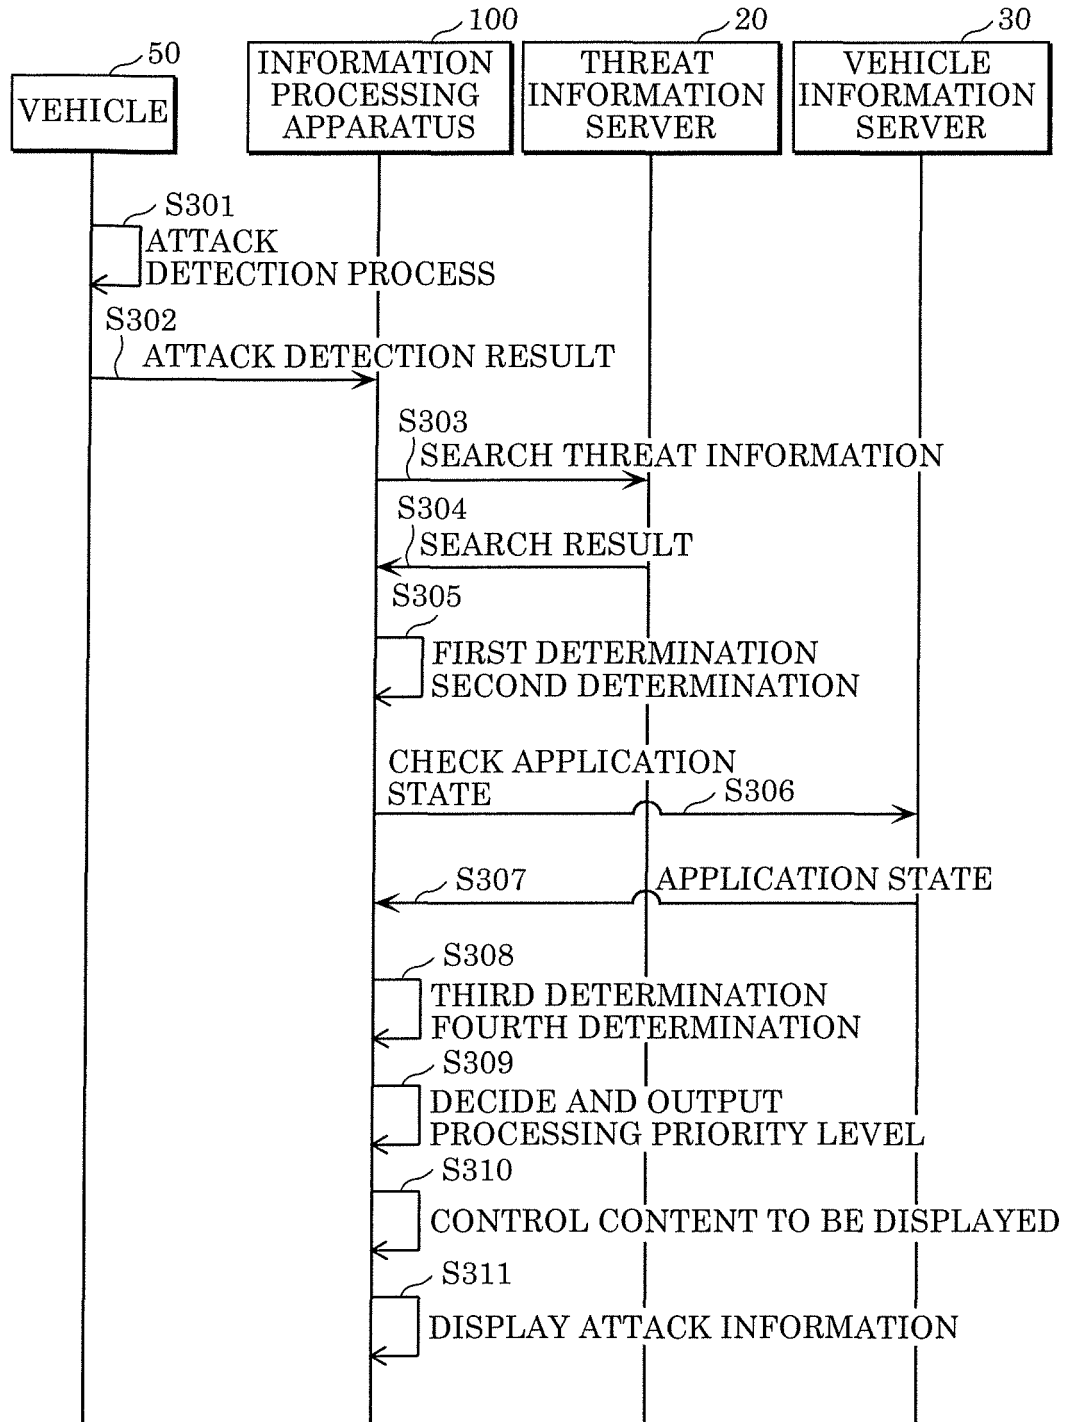 100
20
30
50
VEHICLE
INFORMATION
PROCESSING
APPARATUS
THREAT
INFORMATION
SERVER
VEHICLE
INFORMATION
SERVER
S301
ATTACK
DETECTION PROCESS
S302
ATTACK DETECTION RESULT
S303
SEARCH THREAT INFORMATION
S304
SEARCH RESULT
S305
FIRST DETERMINATION
SECOND DETERMINATION
CHECK APPLICATION
STATE
S306
S307
APPLICATION STATE
S308
THIRD DETERMINATION
FOURTH DETERMINATION
S309
DECIDE AND OUTPUT
PROCESSING PRIORITY LEVEL
S310
CONTROL CONTENT TO BE DISPLAYED
S311
DISPLAY ATTACK INFORMATION